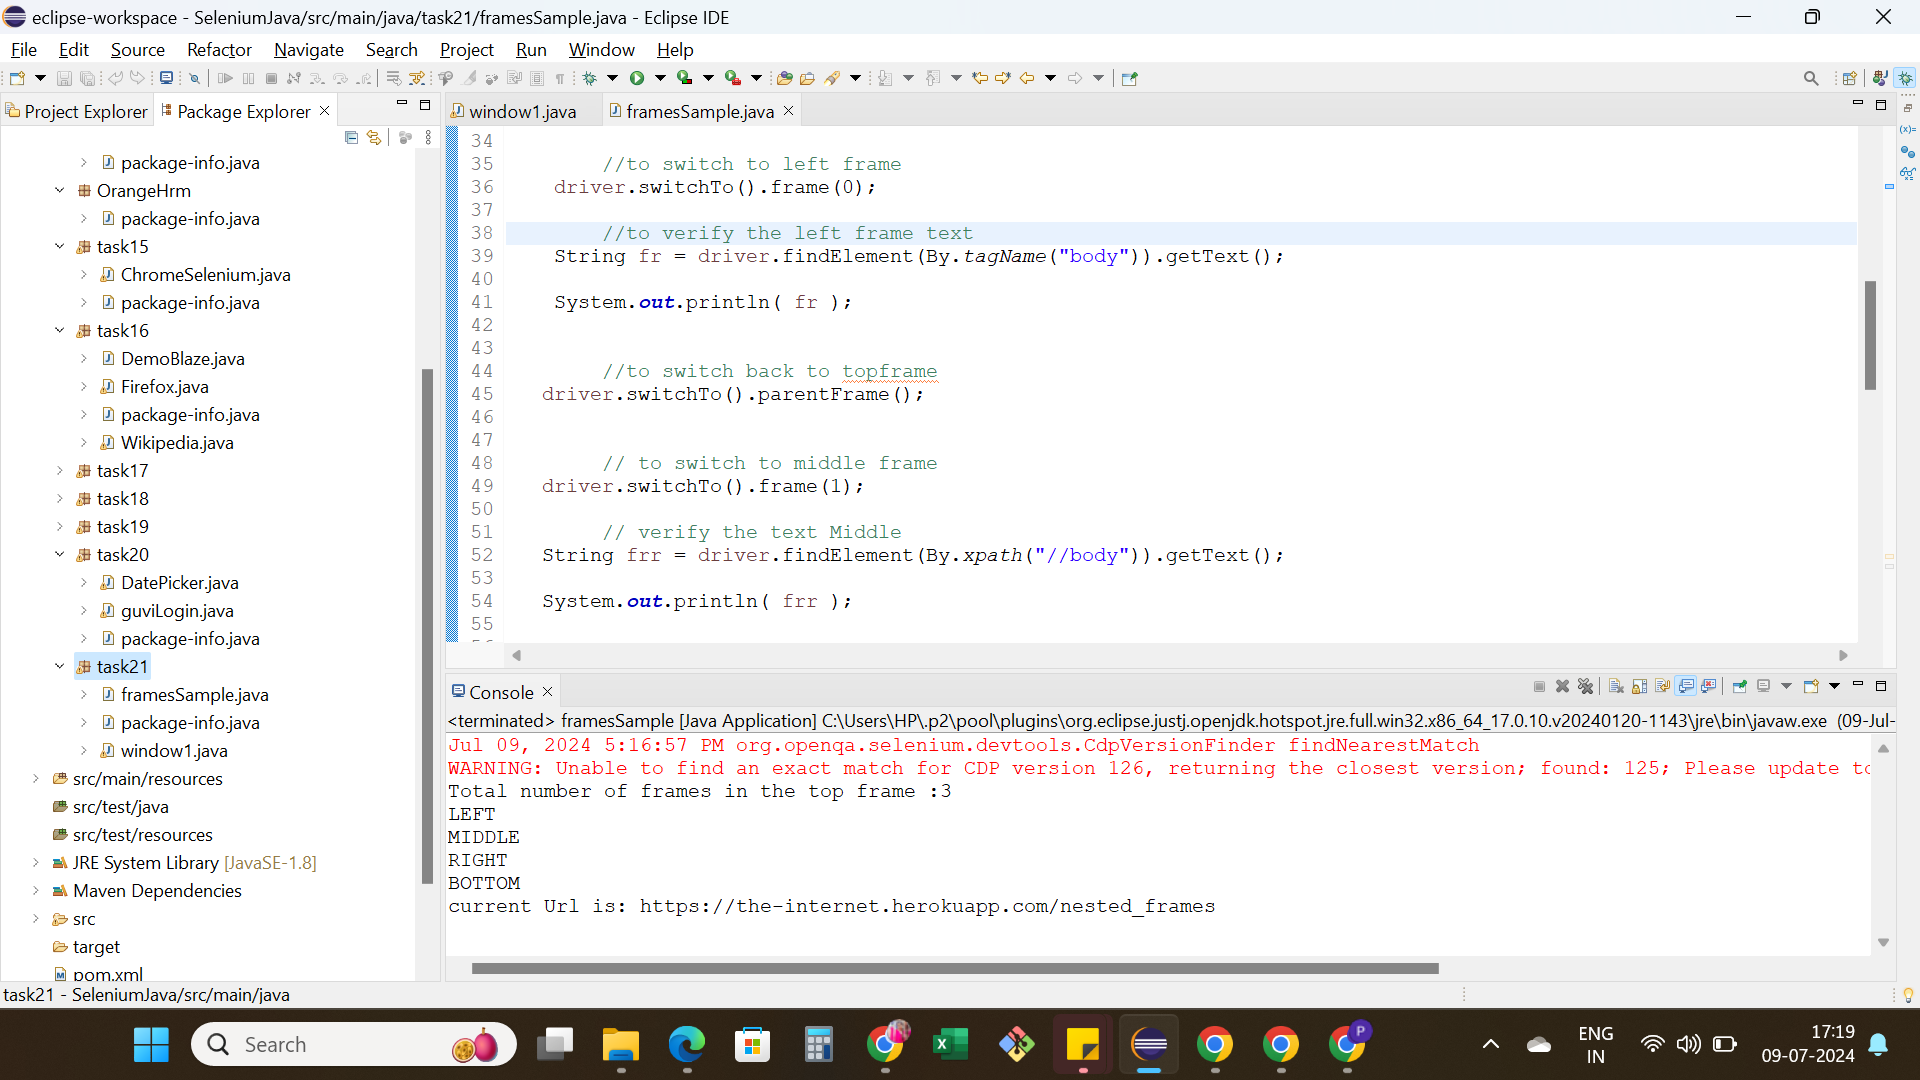 eclipse-workspace - SeleniumJava/src/main/java/task21/framesSample.java - Eclipse IDE
File Edit Source Refactor Navigate Search Project Run Window Help
Project Explorer Package Explorer
package-info.java
OrangeHrm
package-info.java
task15
ChromeSelenium.java
package-info.java
task16
DemoBlaze.java
Firefox.java
package-info.java
Wikipedia.java
task17
task18
task19
task20
DatePicker.java
guviLogin.java
package-info.java
task21
framesSample.java
package-info.java
window1.java
src/main/resources
src/test/java
src/test/resources
JRE System Library [JavaSE-1.8]
Maven Dependencies
src
target
pom.xml
window1.java framesSample.java
34
35 //to switch to left frame
36 driver.switchTo().frame(0);
37
38 //to verify the left frame text
39 String fr = driver.findElement(By.tagName("body")).getText();
40
41 System.out.println( fr );
42
43
44 //to switch back to topframe
45 driver.switchTo().parentFrame();
46
47
48 // to switch to middle frame
49 driver.switchTo().frame(1);
50
51 // verify the text Middle
52 String frr = driver.findElement(By.xpath("//body")).getText();
53
54 System.out.println( frr );
55
Console
<terminated> framesSample [Java Application] C:\Users\HP\.p2\pool\plugins\org.eclipse.justj.openjdk.hotspot.jre.full.win32.x86_64_17.0.10.v20240120-1143\jre\bin\javaw.exe (09-Jul-
Jul 09, 2024 5:16:57 PM org.openqa.selenium.devtools.CdpVersionFinder findNearestMatch
WARNING: Unable to find an exact match for CDP version 126, returning the closest version; found: 125; Please update to
Total number of frames in the top frame :3
LEFT
MIDDLE
RIGHT
BOTTOM
current Url is: https://the-internet.herokuapp.com/nested_frames
task21 - SeleniumJava/src/main/java
Search
P
ENG
IN
17:19
09-07-2024